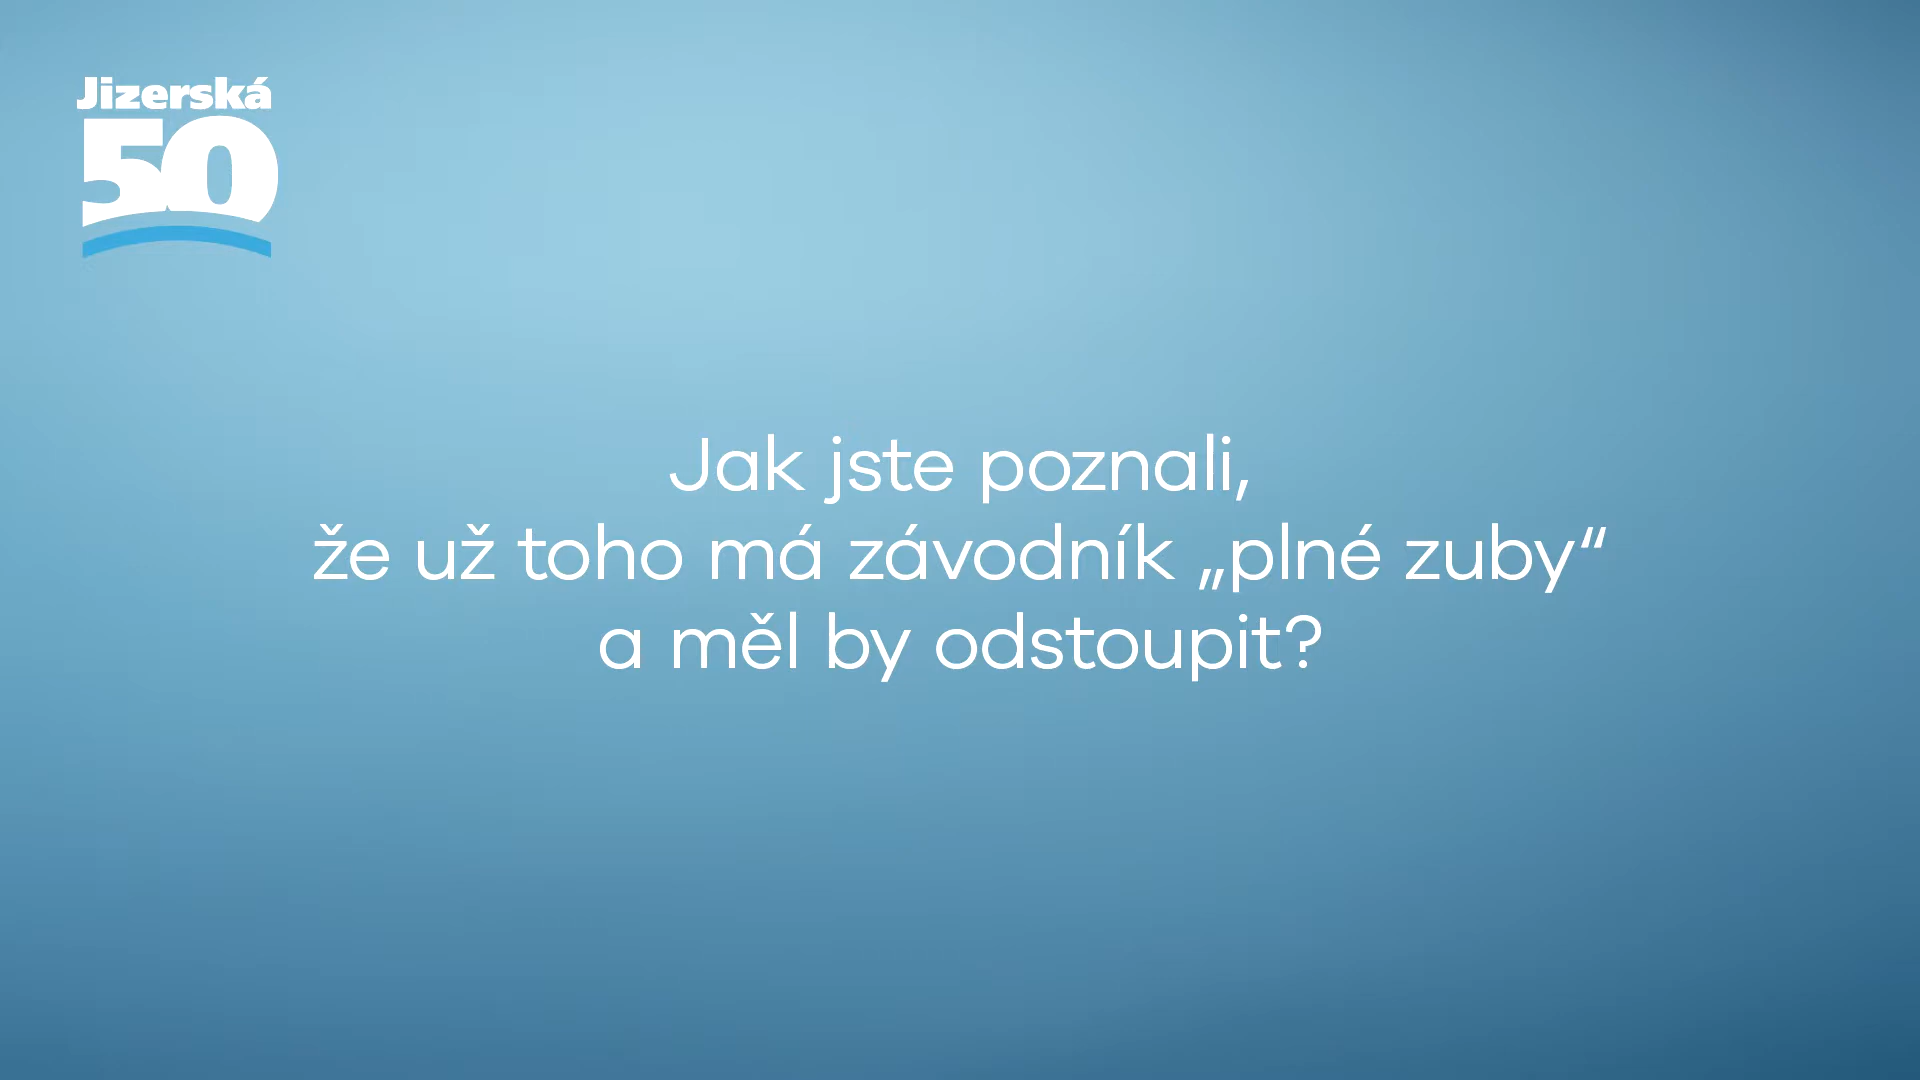 Jizerská
50
Jak jste poznali,
že už toho má závodník „plné zuby“
a měl by odstoupit?